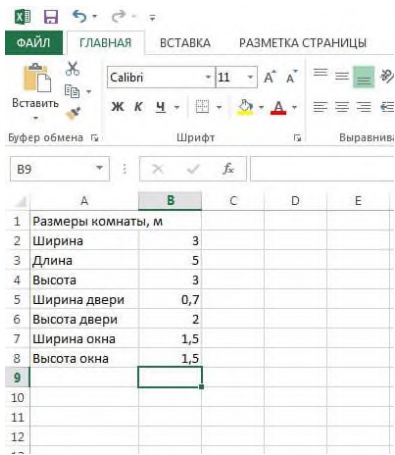 ФАЙЛ ГЛАВНАЯ ВСТАВКА РАЗМЕТКА СТРАНИЦЫ
Calibri 11 A A
Вставить Ж К Ч A
Буфер обмена Шрифт Выравнива
B9 fx
A B C D E
1 Размеры комнаты, м
2 Ширина 3
3 Длина 5
4 Высота 3
5 Ширина двери 0,7
6 Высота двери 2
7 Ширина окна 1,5
8 Высота окна 1,5
9
10
11
12